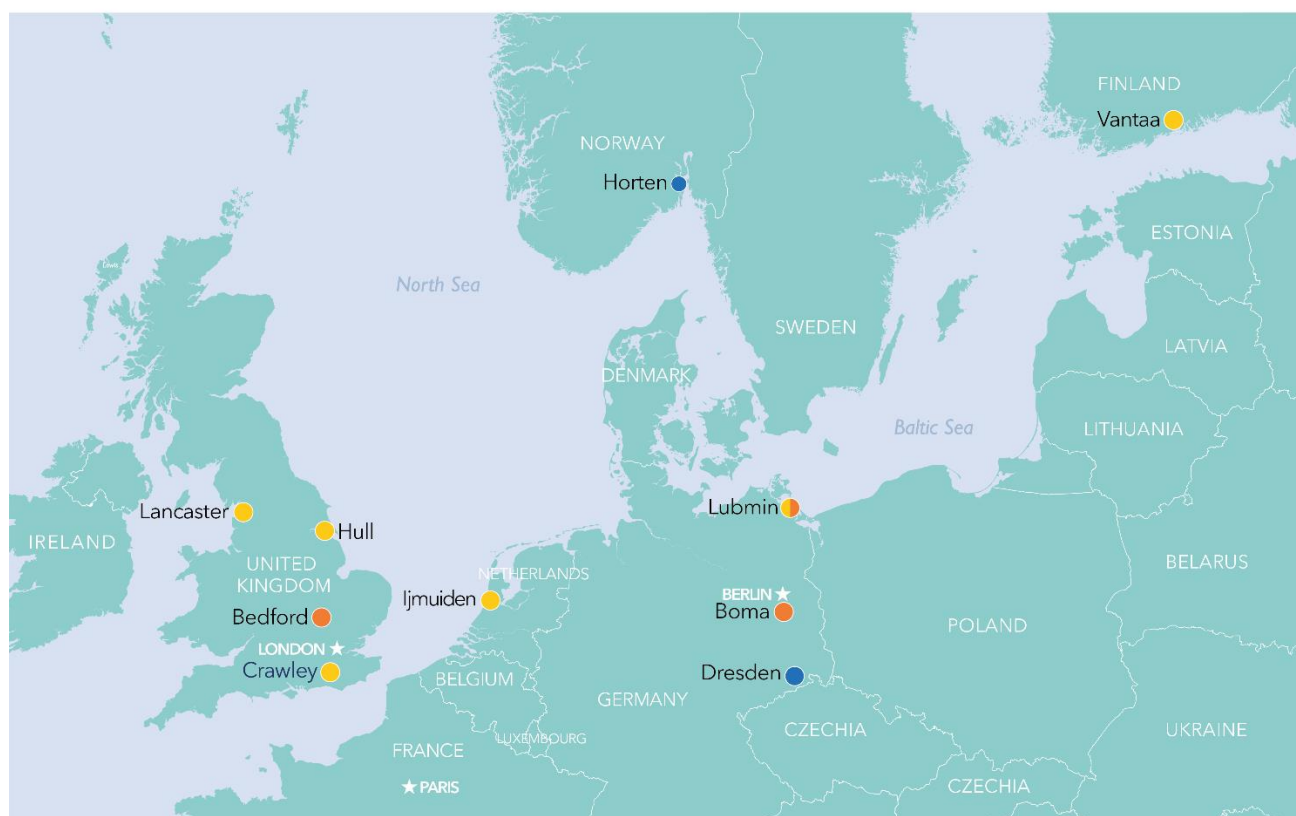 FINLAND
Vantaa
NORWAY
Horten
ESTONIA
Lewis
North Sea
SWEDEN
LATVIA
DENMARK
Baltic Sea
LITHUANIA
Lancaster
Hull
Lubmin
IRELAND
UNITED
KINGDOM
NETHERLANDS
BELARUS
Ijmuiden
BERLIN
Boma
Bedford
POLAND
LONDON
Crawley
BELGIUM
Dresden
GERMANY
CZECHIA
UKRAINE
LUXEMBOURG
FRANCE
PARIS
CZECHIA